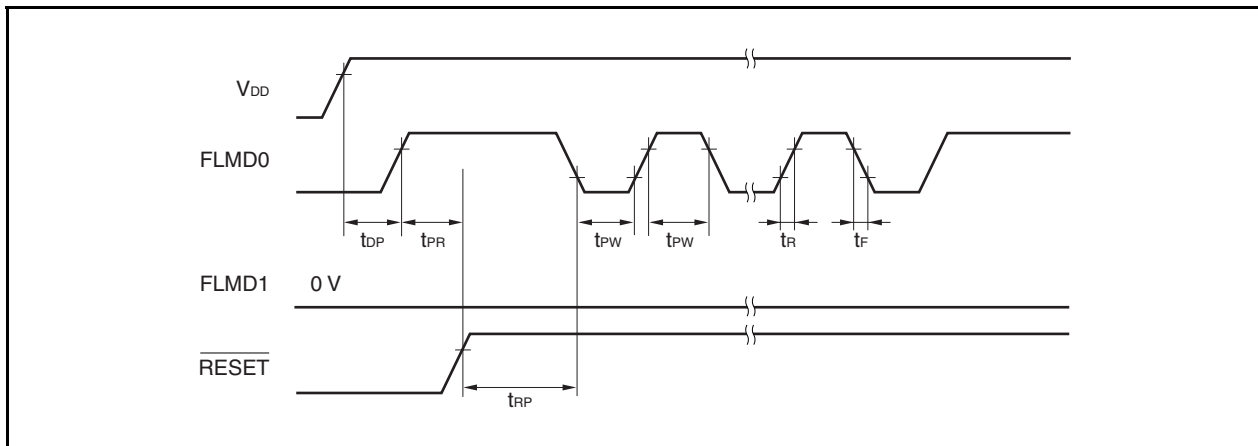 VDD
FLMD0
tDP tPR tPW tPW tR tF
FLMD1 0 V
RESET
tRP